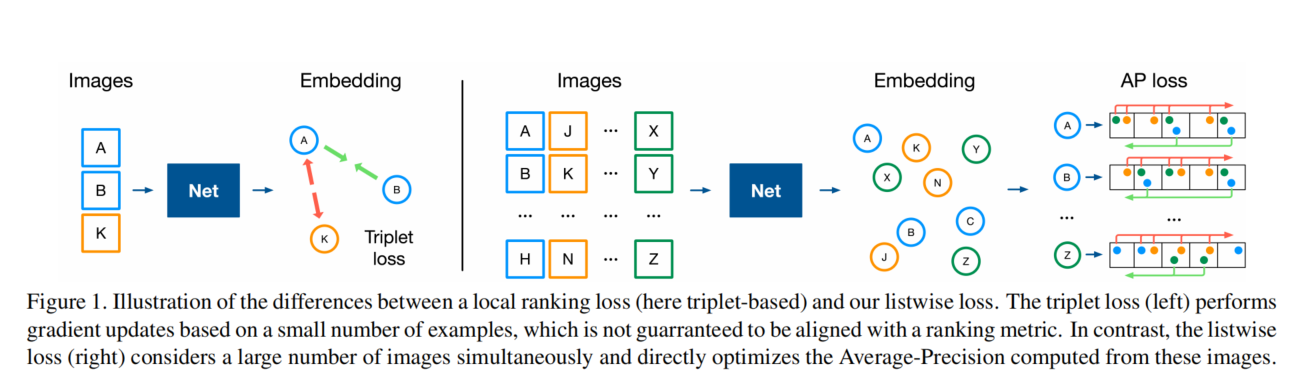 Images
Embedding
A
B
K
Net
A
B
K
Triplet
loss
Images
Embedding
AP loss
A J ... X
B K ... Y
... ... ... ...
H N ... Z
Net
A
K
Y
X
N
C
B
J
Z
A
B
...
...
Z
Figure 1. Illustration of the differences between a local ranking loss (here triplet-based) and our listwise loss. The triplet loss (left) performs
gradient updates based on a small number of examples, which is not guarranteed to be aligned with a ranking metric. In contrast, the listwise
loss (right) considers a large number of images simultaneously and directly optimizes the Average-Precision computed from these images.